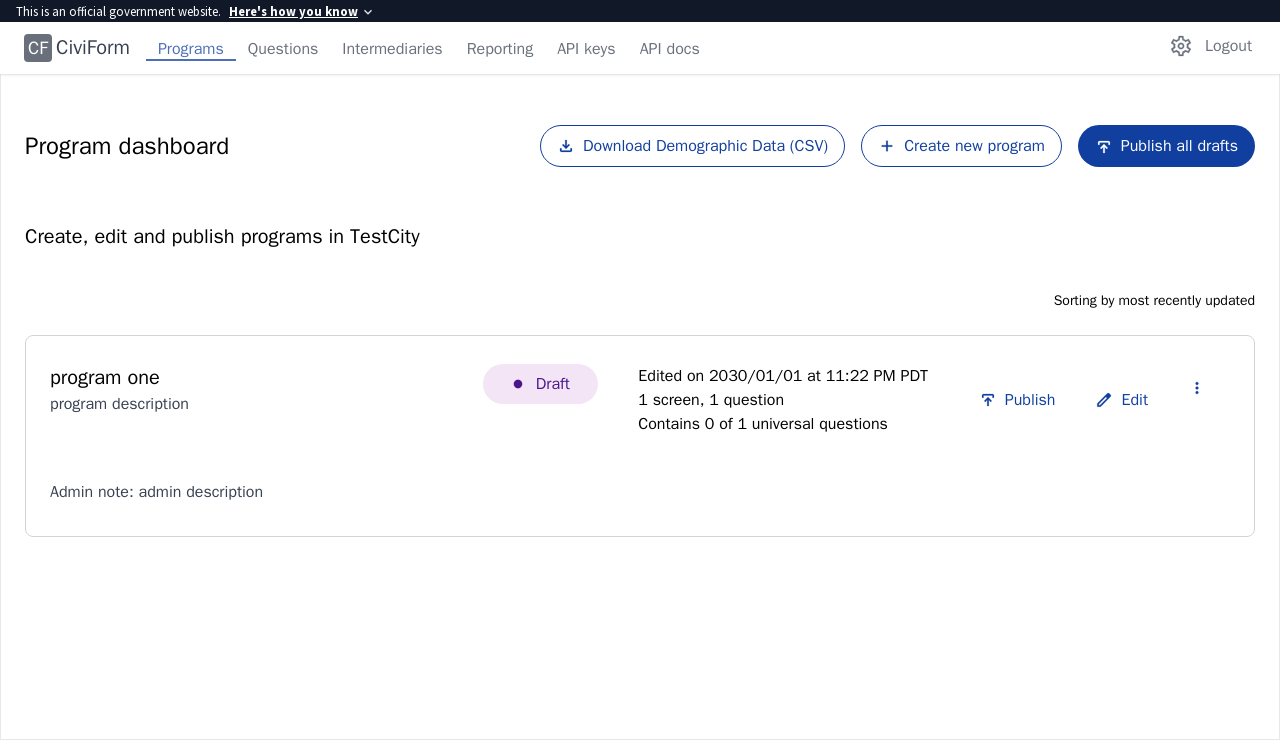 This is an official government website. Here's how you know
CF CiviForm Programs Questions Intermediaries Reporting API keys API docs Logout
Program dashboard Download Demographic Data (CSV) Create new program Publish all drafts
Create, edit and publish programs in TestCity
Sorting by most recently updated
program one
program description
Draft
Edited on 2030/01/01 at 11:22 PM PDT
1 screen, 1 question
Contains 0 of 1 universal questions
Publish Edit
Admin note: admin description